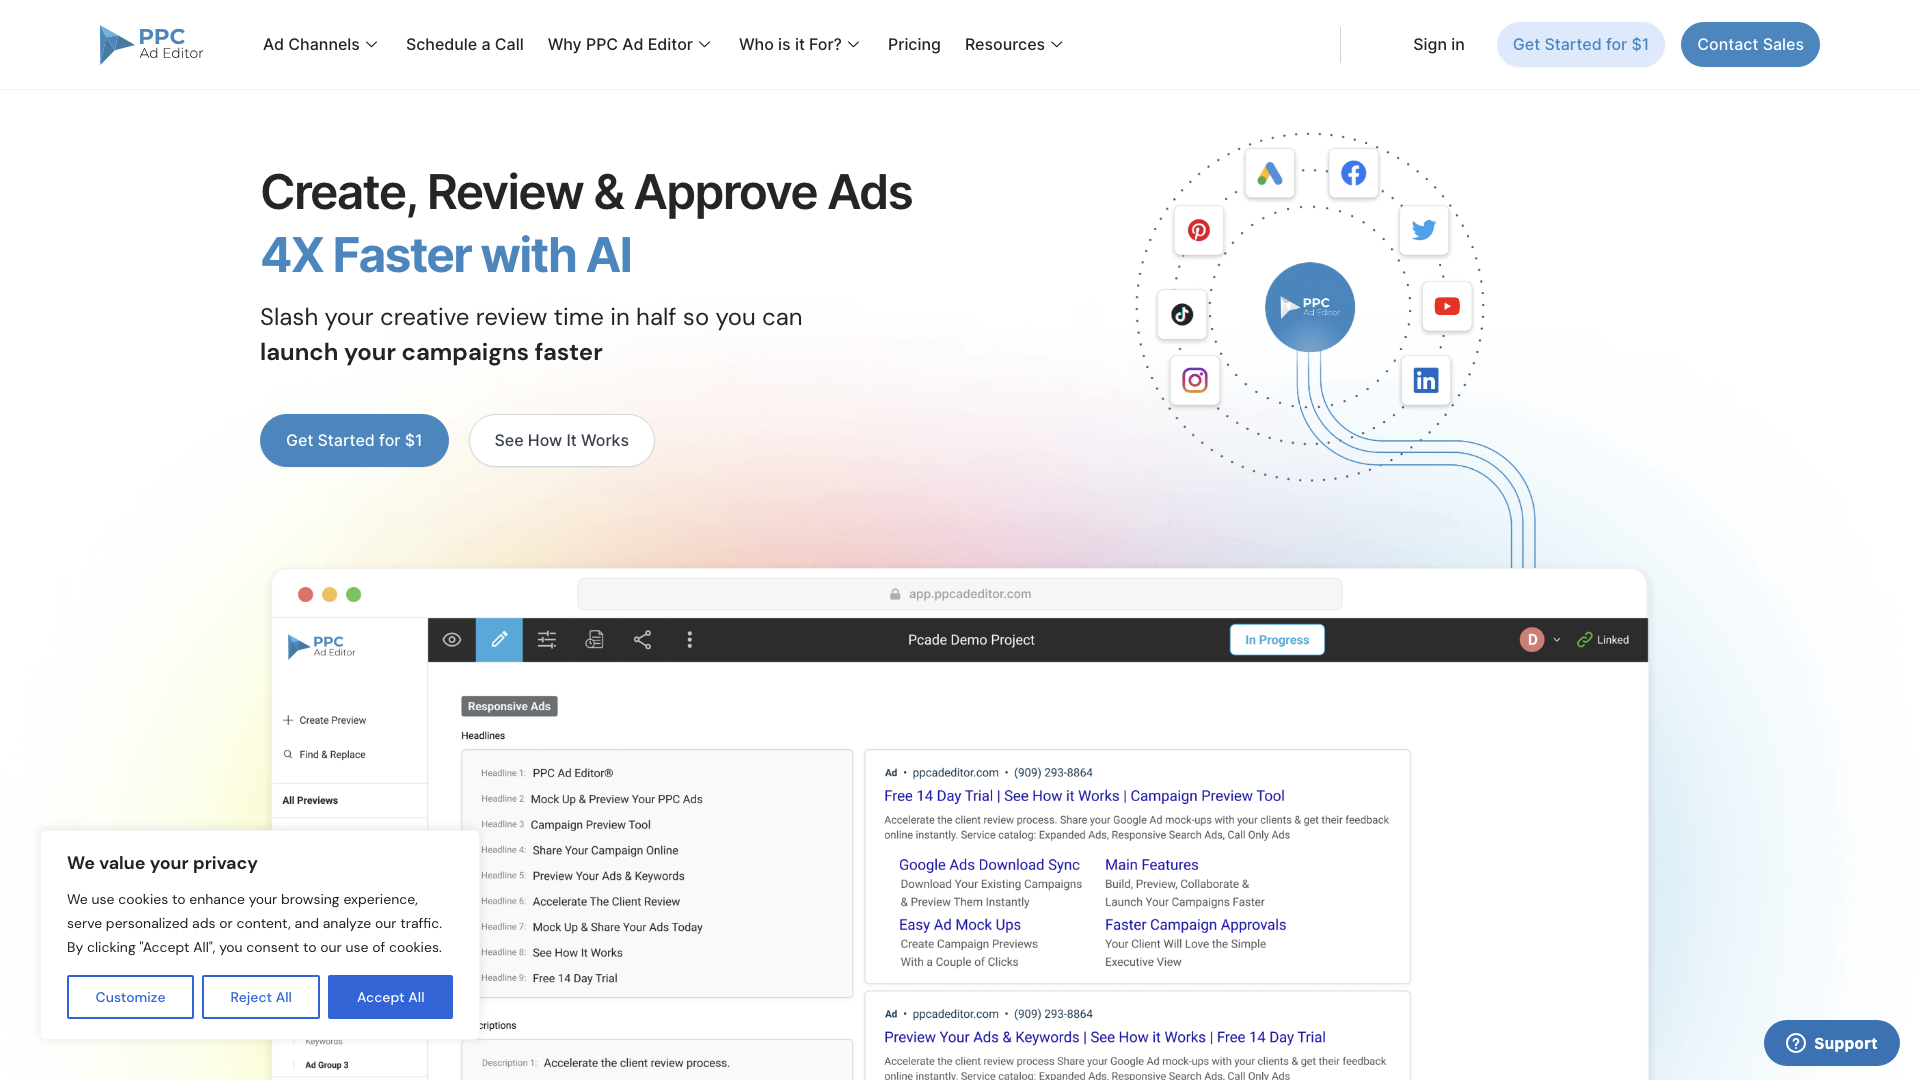 PPC
Ad Editor
Ad Channels
Schedule a Call
Why PPC Ad Editor
Who is it For?
Pricing
Resources
Sign in
Get Started for $1
Contact Sales
Create, Review & Approve Ads
4X Faster with AI
Slash your creative review time in half so you can
launch your campaigns faster
Get Started for $1
See How It Works
PPC
Ad Editor
app.ppcadeditor.com
PPC
Ad Editor
Pcade Demo Project
In Progress
D
Linked
Create Preview
Find & Replace
All Previews
Responsive Ads
Headlines
Headline 1: PPC Ad Editor®
Headline 2 Mock Up & Preview Your PPC Ads
Headline 3 Campaign Preview Tool
Headline 4: Share Your Campaign Online
Headline 5: Preview Your Ads & Keywords
Headline 6: Accelerate The Client Review
Headline 7: Mock Up & Share Your Ads Today
Headline 8: See How It Works
Headline 9: Free 14 Day Trial
Ad • ppcadeditor.com • (909) 293-8864
Free 14 Day Trial | See How it Works | Campaign Preview Tool
Accelerate the client review process. Share your Google Ad mock-ups with your clients & get their feedback
online instantly. Service catalog: Expanded Ads, Responsive Search Ads, Call Only Ads
Google Ads Download Sync
Download Your Existing Campaigns
& Preview Them Instantly
Main Features
Build, Preview, Collaborate &
Launch Your Campaigns Faster
Easy Ad Mock Ups
Create Campaign Previews
With a Couple of Clicks
Faster Campaign Approvals
Your Client Will Love the Simple
Executive View
Ad • ppcadeditor.com • (909) 293-8864
Preview Your Ads & Keywords | See How it Works | Free 14 Day Trial
Accelerate the client review process Share your Google Ad mock-ups with your clients & get their feedback
online instantly. Service catalog: Expanded Ads, Responsive Search Ads, Call Only Ads
criptions
Description 1: Accelerate the client review process.
Keywords
Ad Group 3
We value your privacy
We use cookies to enhance your browsing experience,
serve personalized ads or content, and analyze our traffic.
By clicking "Accept All", you consent to our use of cookies.
Customize
Reject All
Accept All
Support